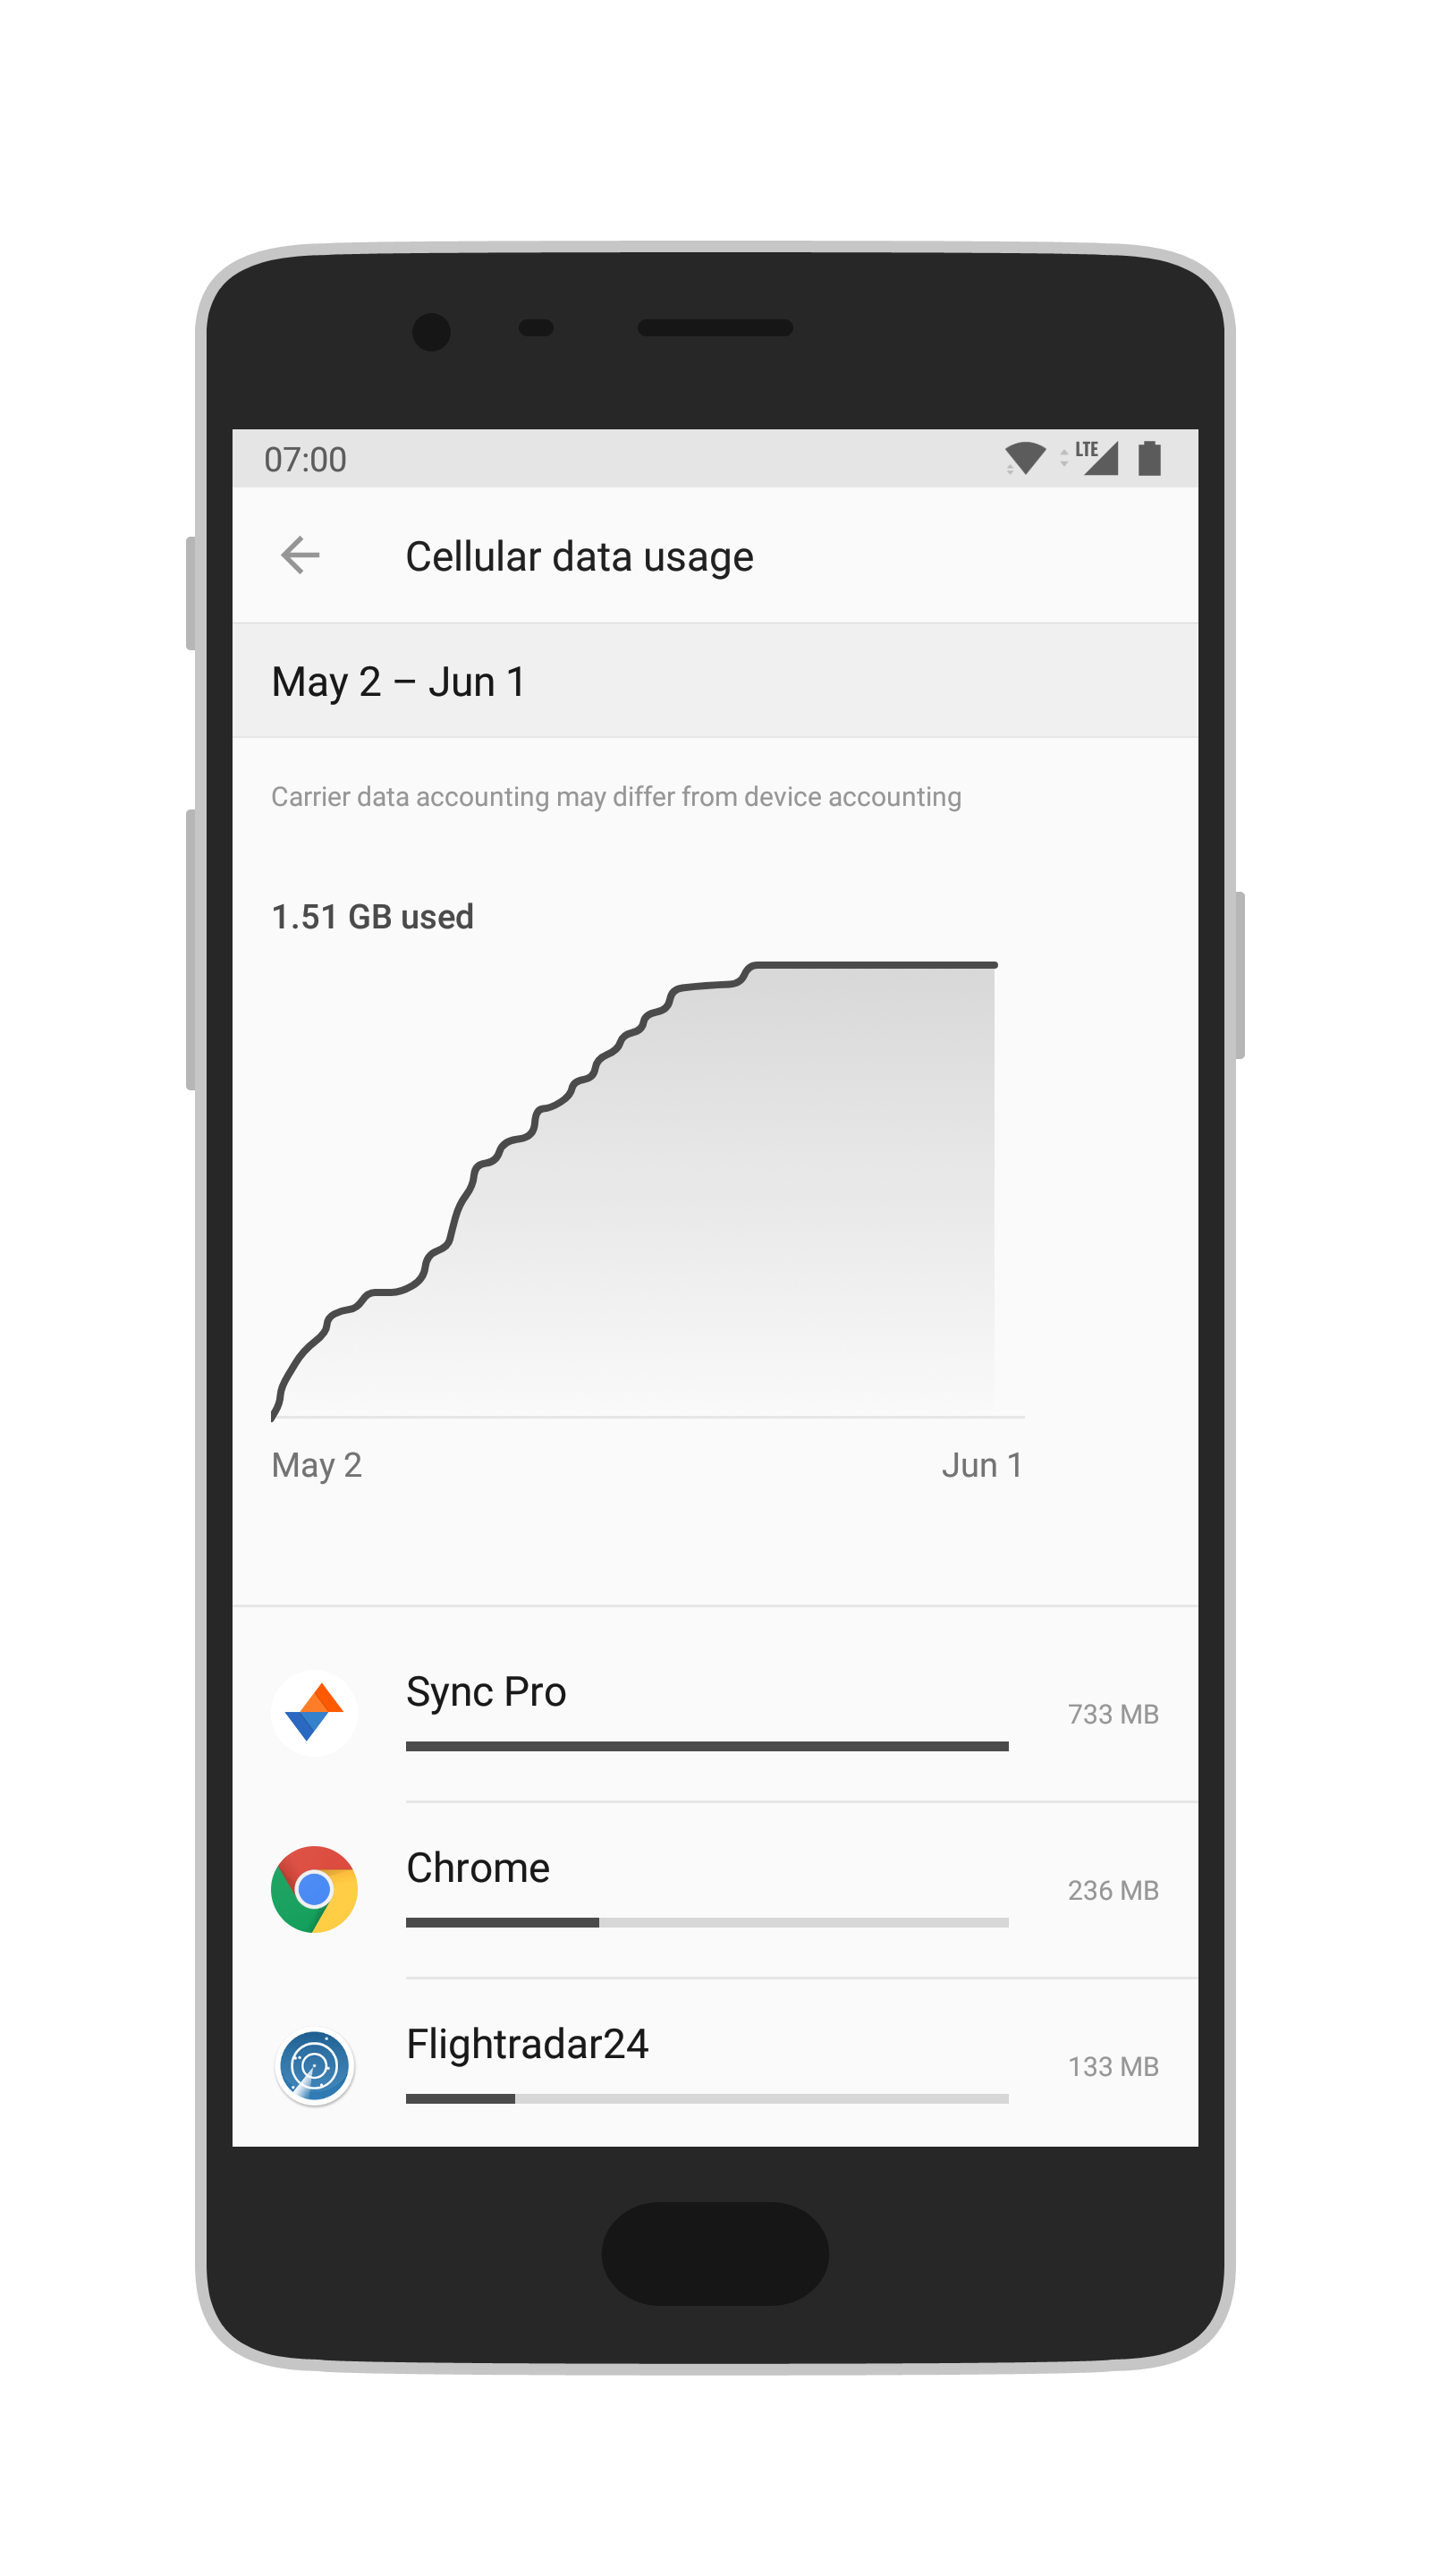 07:00
LTE
Cellular data usage
May 2 – Jun 1
Carrier data accounting may differ from device accounting
1.51 GB used
May 2
Jun 1
Sync Pro
733 MB
Chrome
236 MB
Flightradar24
133 MB